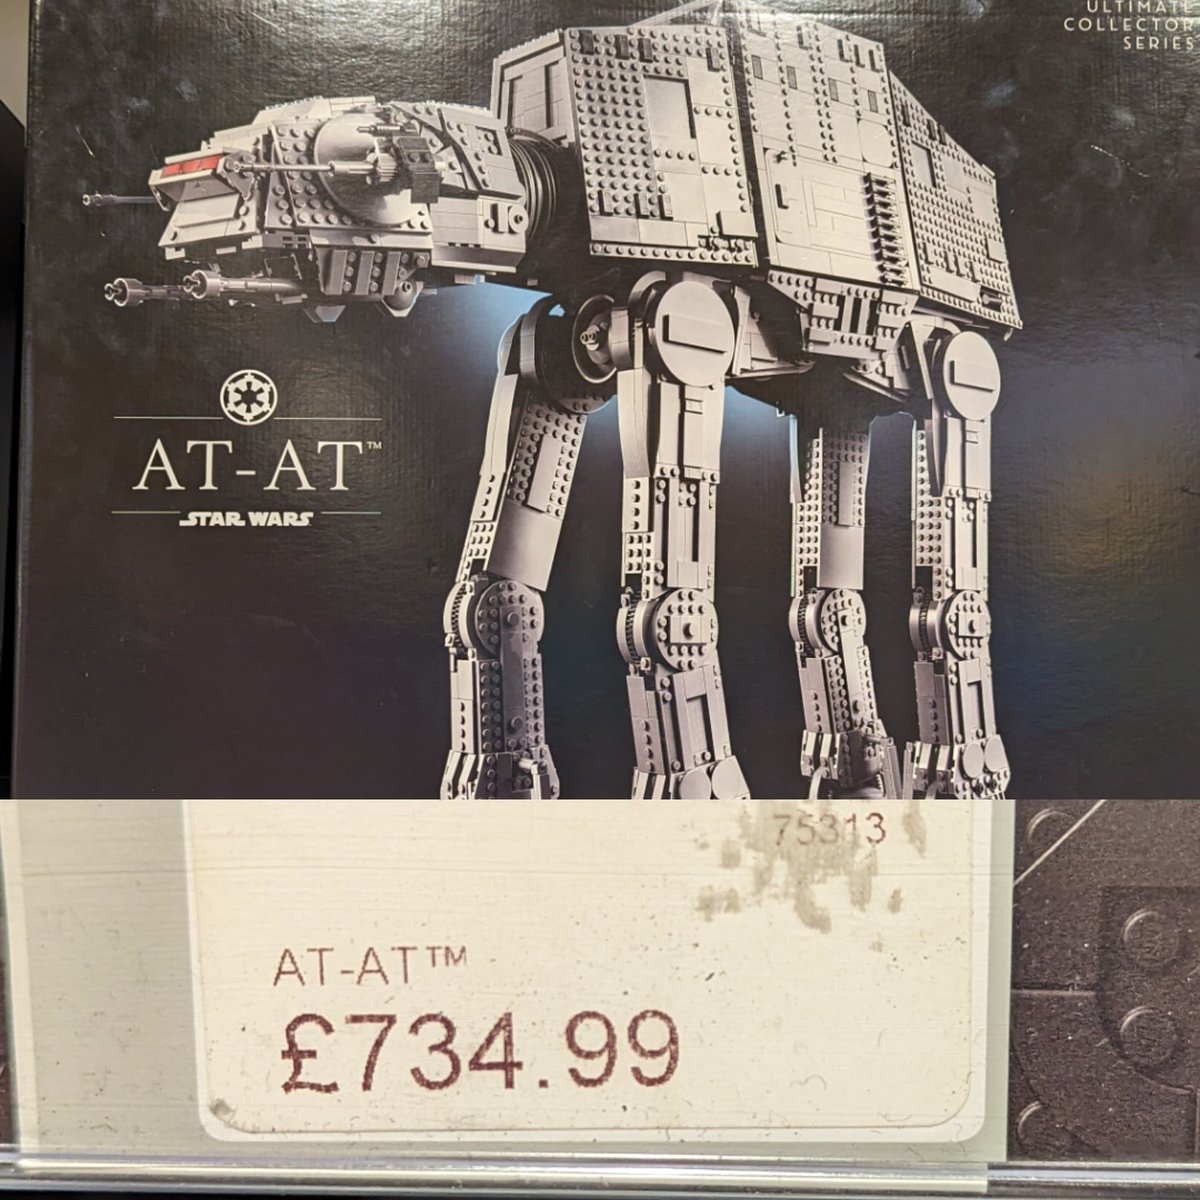 ULTIMATE
COLLECTOR
SERIES
AT-AT™
STAR WARS
75313
AT-AT™
£734.99